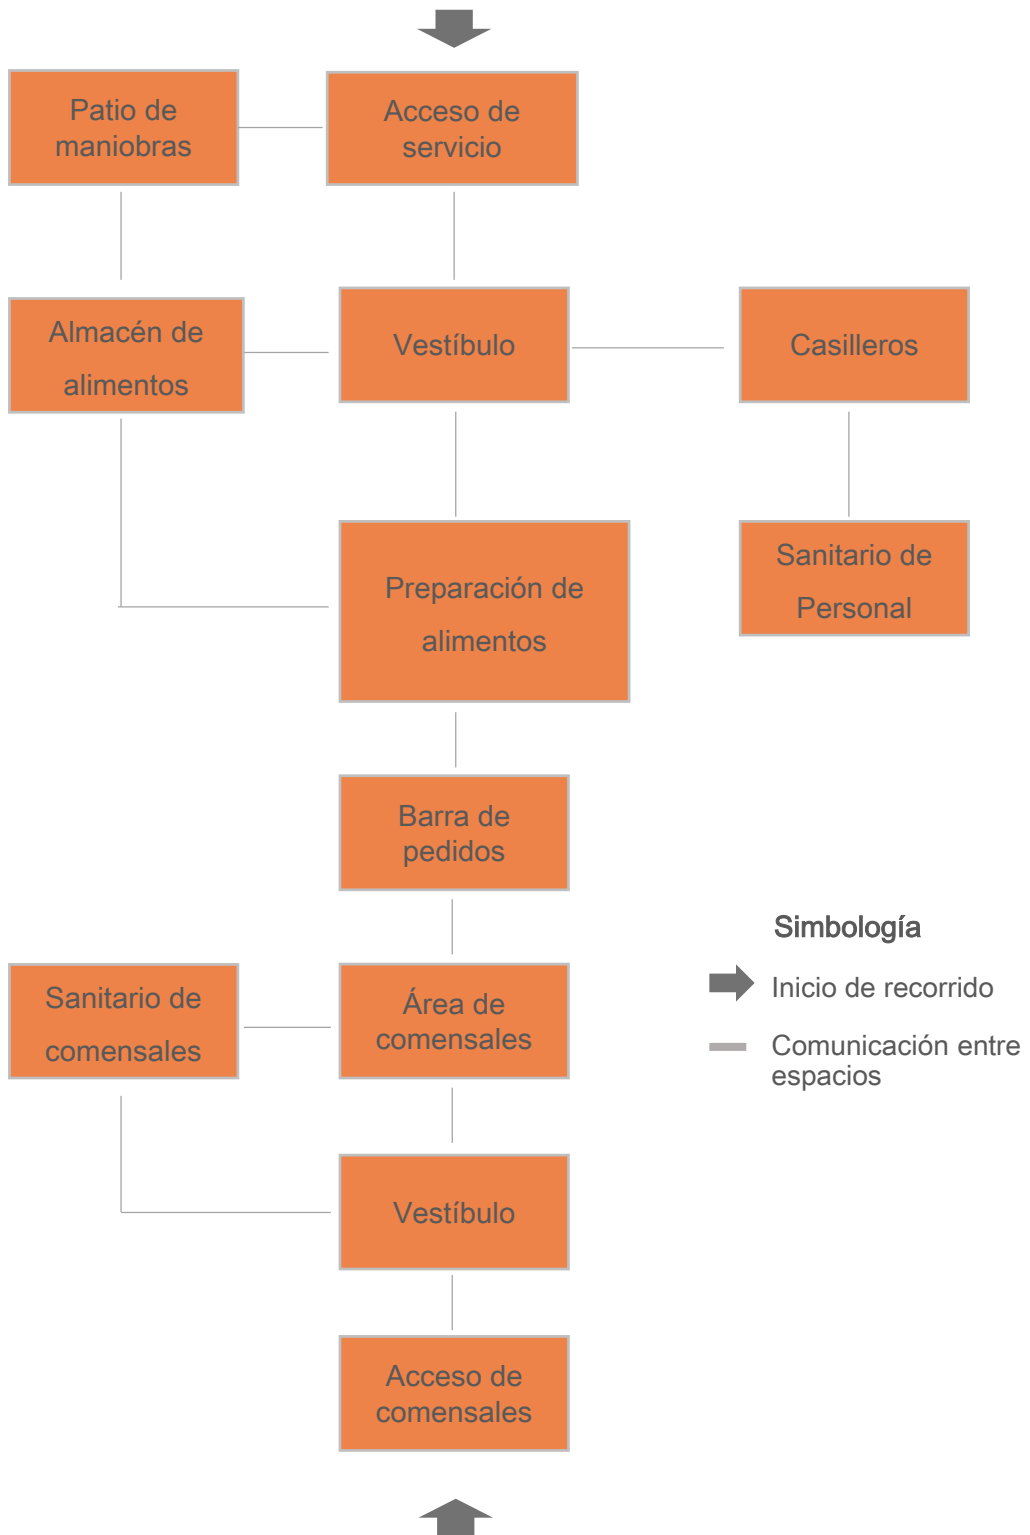 Patio de
maniobras
Acceso de
servicio
Almacén de
alimentos
Vestíbulo
Casilleros
Preparación de
alimentos
Sanitario de
Personal
Barra de
pedidos
Simbología
Inicio de recorrido
Comunicación entre
espacios
Sanitario de
comensales
Área de
comensales
Vestíbulo
Acceso de
comensales